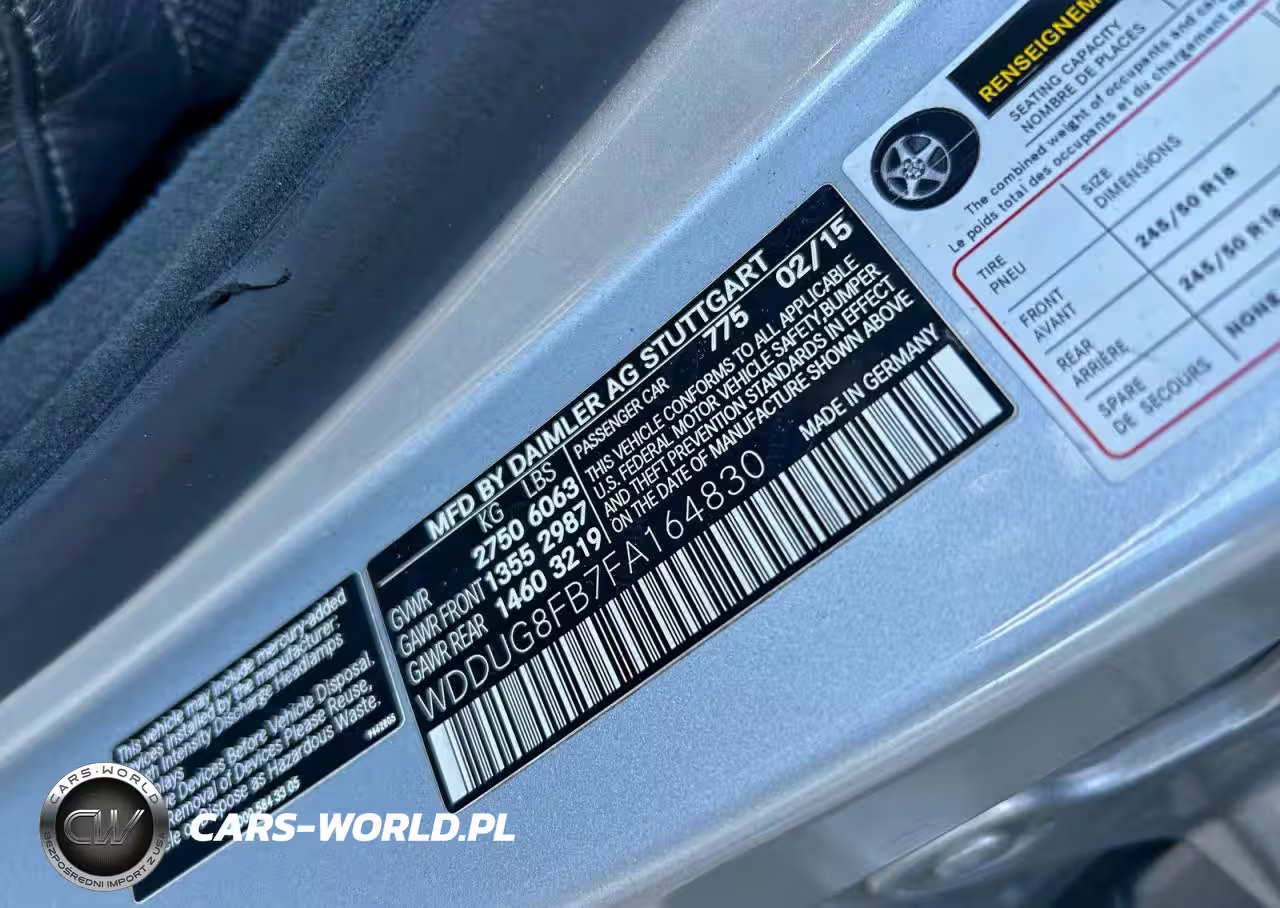 RENSEIGNEM
SEATING CAPACITY
NOMBRE DE PLACES
The combined weight of occupants and
Le poids total des occupants et du chargement
TIRE
PNEU
SIZE
DIMENSIONS
FRONT
AVANT
245/50 R18
REAR
ARRIÈRE
245/50 R18
SPARE
DE SECOURS
NONE
MFD BY DAIMLER AG STUTTGART
KG LBS
GVWR 2750 6063
GAWR FRONT 1355 2987
GAWR REAR 1460 3219
PASSENGER CAR 775 02/15
THIS VEHICLE CONFORMS TO ALL APPLICABLE
U.S. FEDERAL MOTOR VEHICLE SAFETY BUMPER
AND THEFT PREVENTION STANDARDS IN EFFECT
ON THE DATE OF MANUFACTURE SHOWN ABOVE
MADE IN GERMANY
WDDUG8FB7FA164830
This vehicle may include mercury-added
devices installed by the manufacturer:
Intensity Discharge Headlamps
Devices Before Vehicle Disposal.
Removal of Devices Please Reuse,
Dispose as Hazardous Waste.
584 33 05
CARS-WORLD
CW
BEZPOŚREDNI IMPORT Z USA
CARS-WORLD.PL